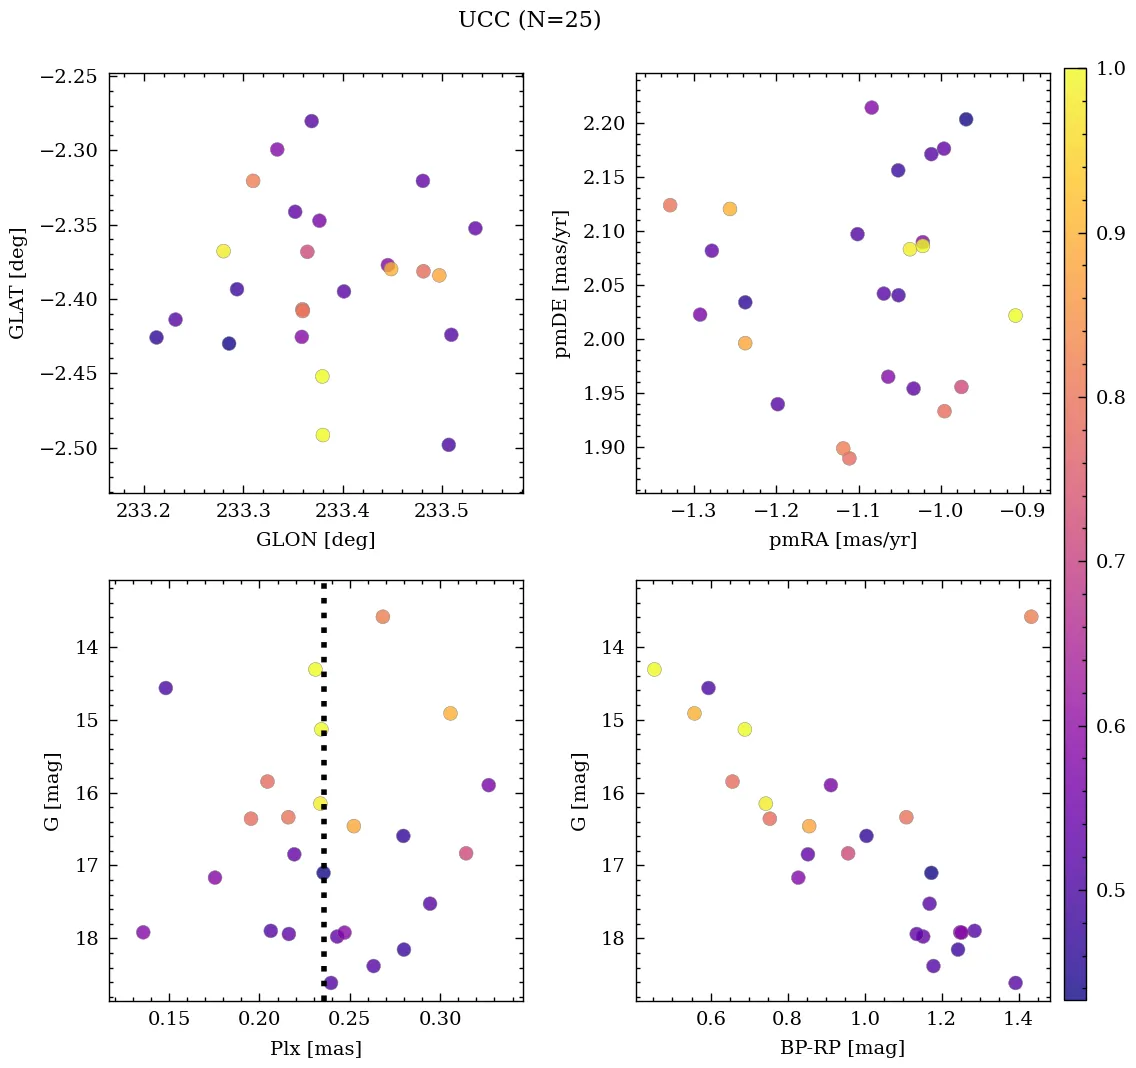 UCC (N=25)
−2.25
−2.30
−2.35
−2.40
−2.45
−2.50
GLAT [deg]
233.2 233.3 233.4 233.5
GLON [deg]
2.20
2.15
2.10
2.05
2.00
1.95
1.90
pmDE [mas/yr]
−1.3 −1.2 −1.1 −1.0 −0.9
pmRA [mas/yr]
1.0
0.9
0.8
0.7
0.6
0.5
14
15
16
17
18
G [mag]
0.15 0.20 0.25 0.30
Plx [mas]
14
15
16
17
18
G [mag]
0.6 0.8 1.0 1.2 1.4
BP-RP [mag]